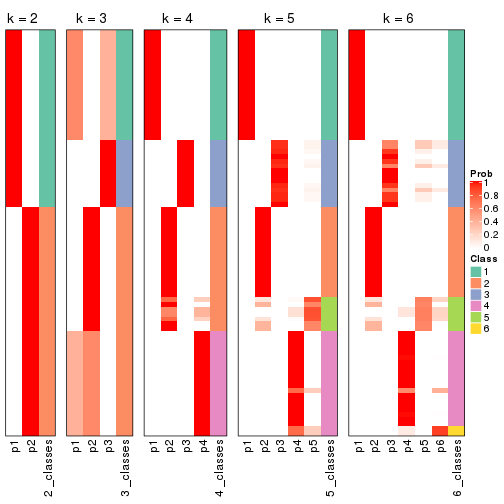 k = 2
k = 3
k = 4
k = 5
k = 6
p1
p2
2_classes
p1
p2
p3
3_classes
p1
p2
p3
p4
4_classes
p1
p2
p3
p4
p5
5_classes
p1
p2
p3
p4
p5
p6
6_classes
Prob
1
0.8
0.6
0.4
0.2
0
Class
1
2
3
4
5
6